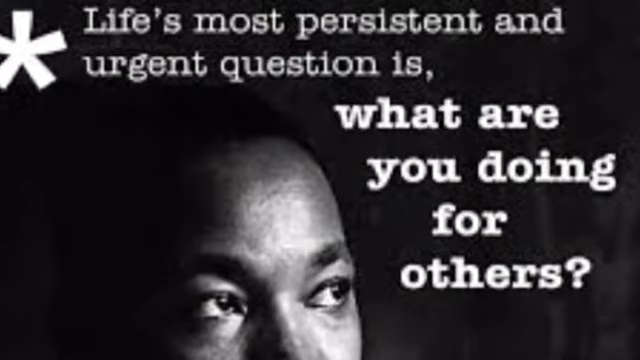 Life's most persistent and
urgent question is,
what are
you doing
for
others?